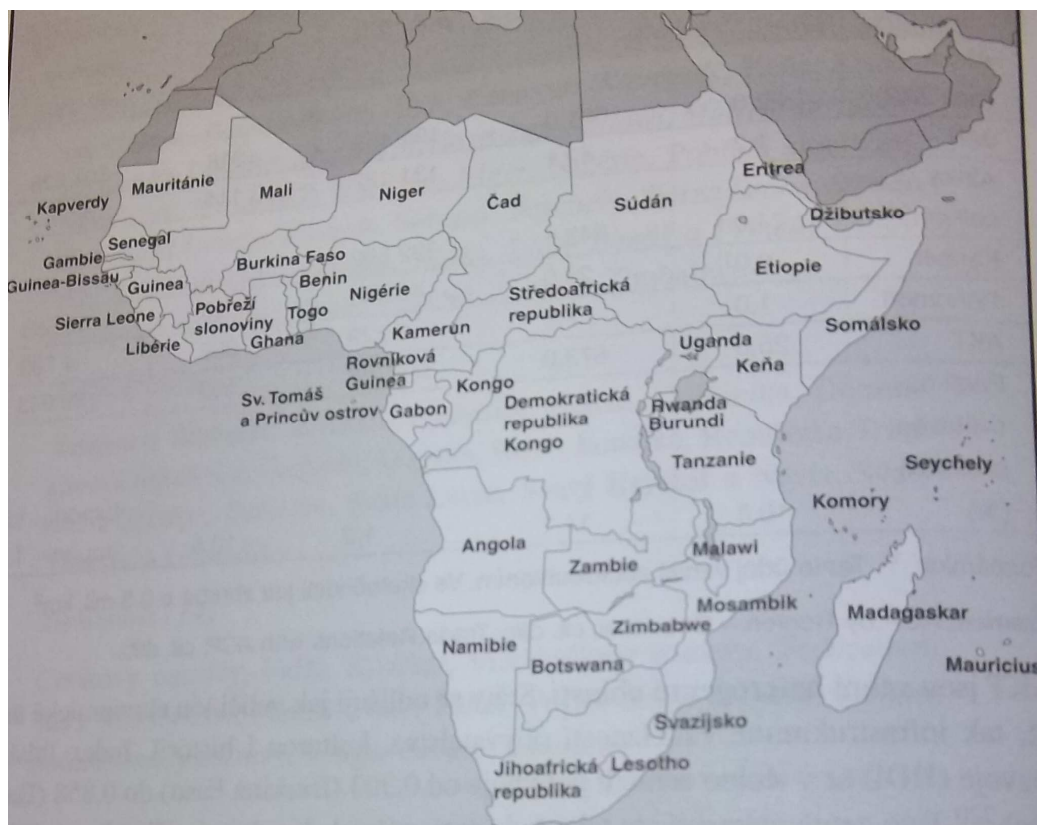 Mauritánie
Mali
Niger
Čad
Súdán
Eritrea
Kapverdy
Džibutsko
Senegal
Gambie
Guinea-Bissau
Guinea
Burkina Faso
Benin
Nigérie
Etiopie
Středoafrická
republika
Sierra Leone
Pobřeží
slonoviny
Togo
Ghana
Libérie
Kamerun
Uganda
Somálsko
Keňa
Rovníková
Guinea
Sv. Tomáš
a Princův ostrov
Gabon
Kongo
Demokratická
republika
Kongo
Rwanda
Burundi
Tanzanie
Seychely
Komory
Angola
Zambie
Malawi
Mosambik
Madagaskar
Zimbabwe
Namibie
Botswana
Mauricius
Svazijsko
Jihoafrická
republika
Lesotho